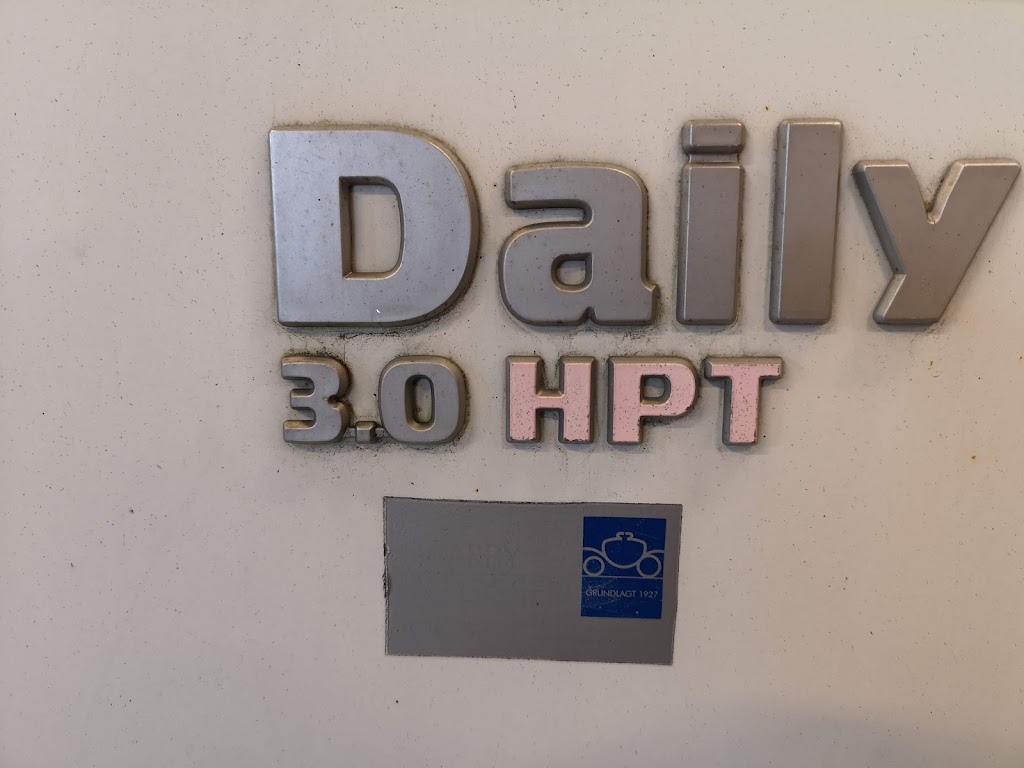 Daily
3.0 HPT
GRUNDLAGT 1927